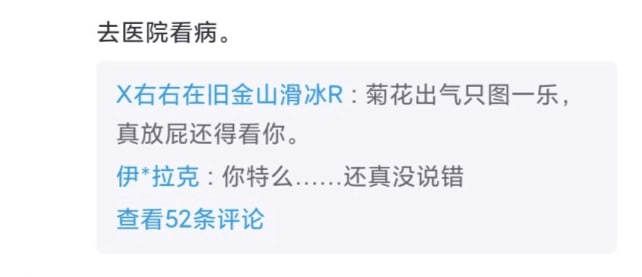 去医院看病。
X右右在旧金山滑冰R：菊花出气只图一乐，
真放屁还得看你。
伊*拉克：你特么……还真没说错
查看52条评论